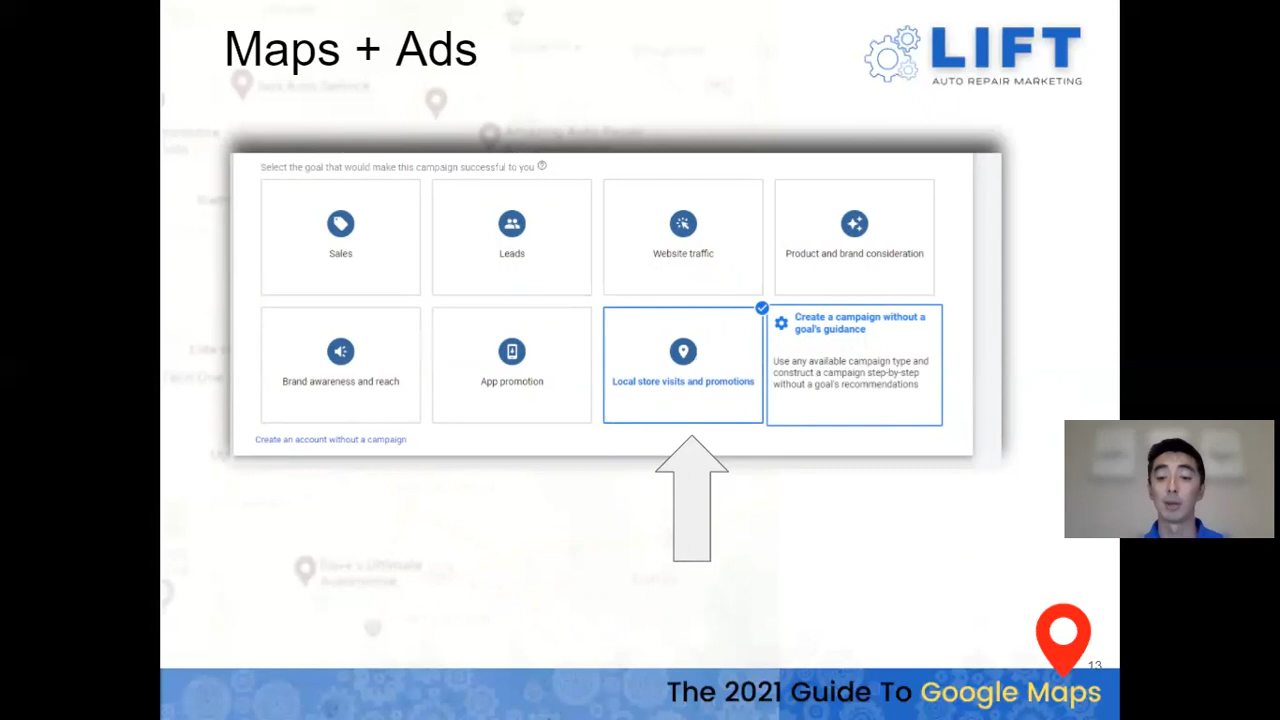 Maps + Ads
LIFT
AUTO REPAIR MARKETING
Select the goal that would make this campaign successful to you
Sales
Leads
Website traffic
Product and brand consideration
Brand awareness and reach
App promotion
Local store visits and promotions
Create a campaign without a
goal's guidance
Use any available campaign type and
construct a campaign step-by-step
without a goal's recommendations
Create an account without a campaign
13
The 2021 Guide To Google Maps